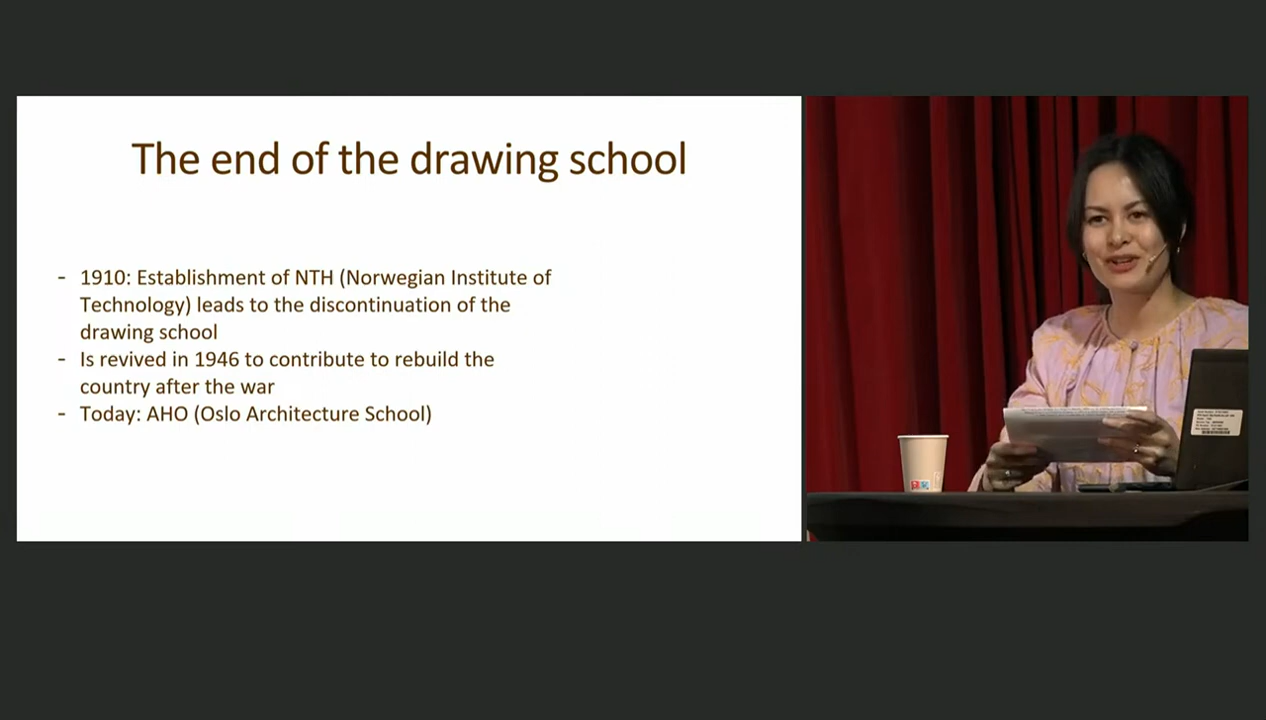 The end of the drawing school
- 1910: Establishment of NTH (Norwegian Institute of
Technology) leads to the discontinuation of the
drawing school
- Is revived in 1946 to contribute to rebuild the
country after the war
- Today: AHO (Oslo Architecture School)